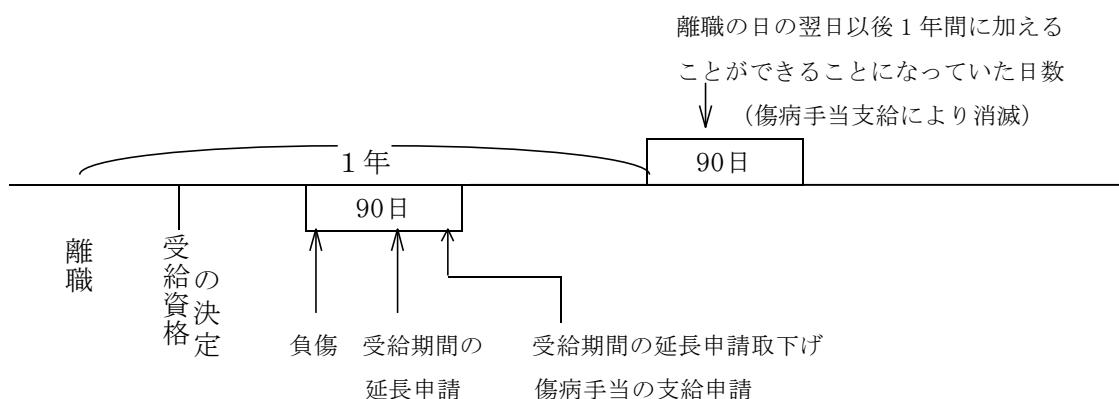 離職の日の翌日以後1年間に加える
ことができることになっていた日数
（傷病手当支給により消滅）
1年
90日
90日
離職
受給資格
の決定
負傷
受給期間の
延長申請
受給期間の延長申請取下げ
傷病手当の支給申請